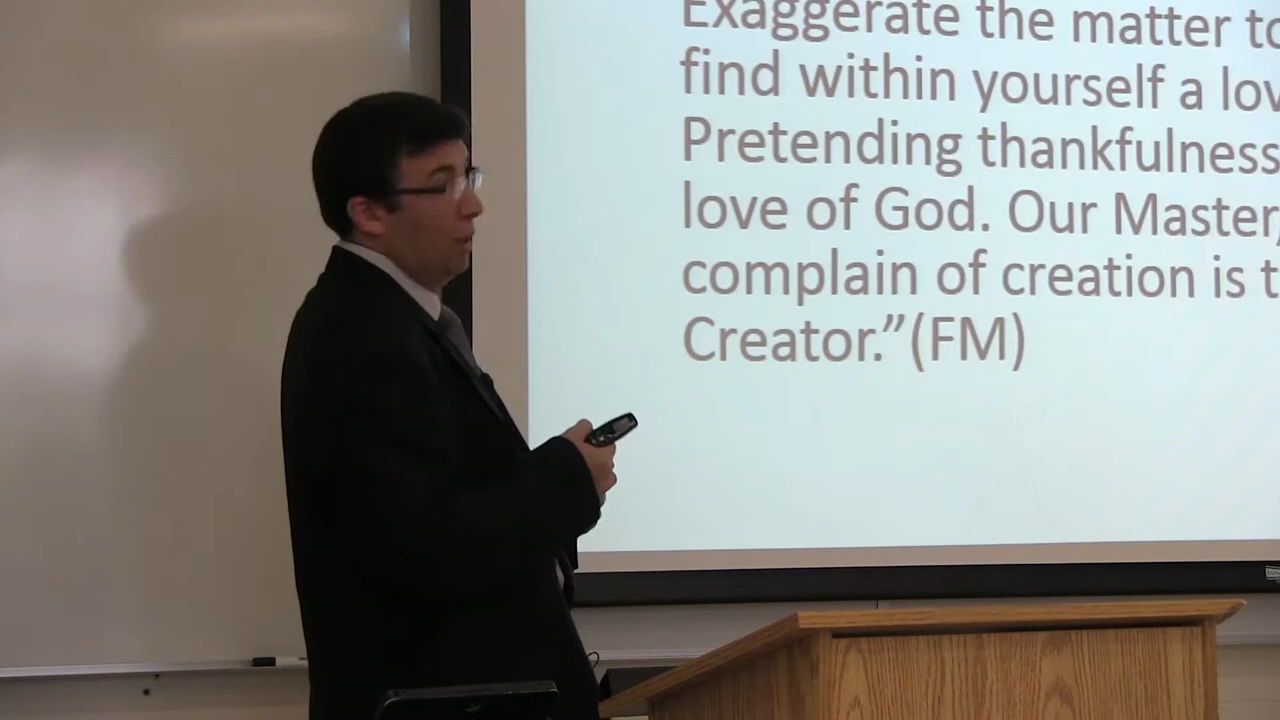 Exaggerate the matter to
find within yourself a
Pretending thankfulness
love of God. Our Master,
complain of creation is
Creator.”(FM)